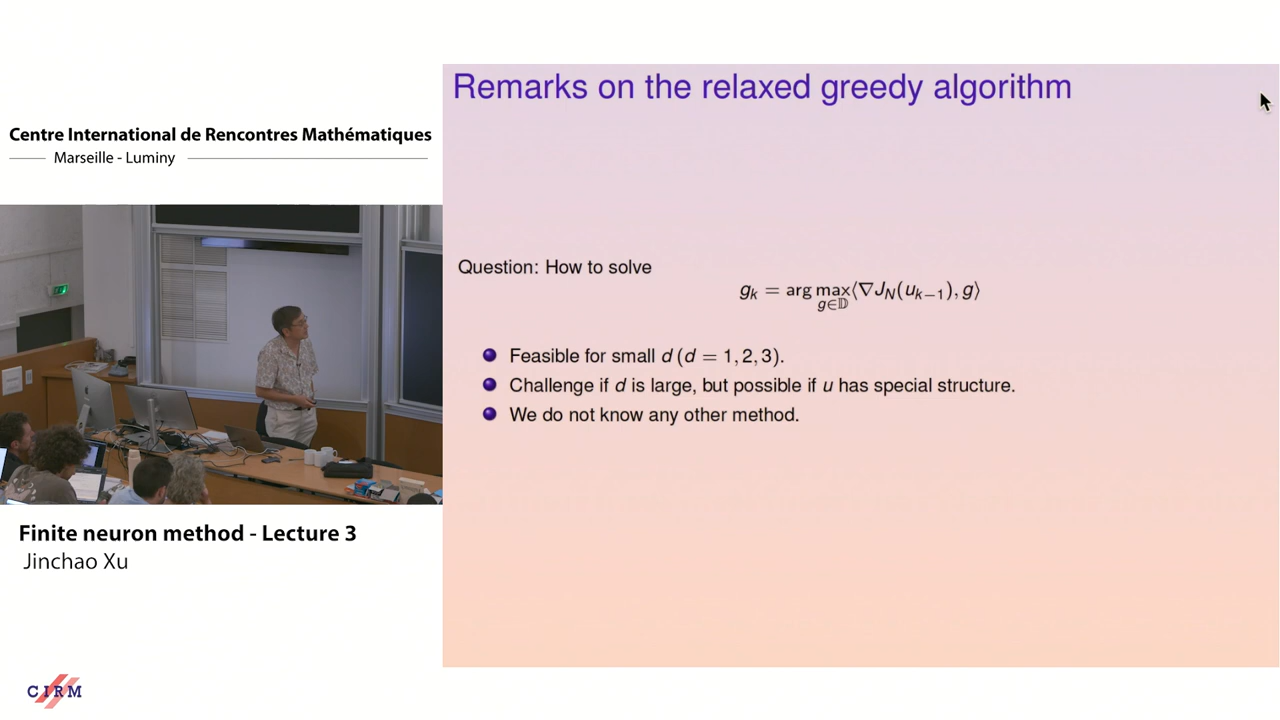 Centre International de Rencontres Mathématiques
Marseille - Luminy
Finite neuron method - Lecture 3
Jinchao Xu
CIRM
Remarks on the relaxed greedy algorithm
Question: How to solve
g_k = arg max_{g∈𝔻} ⟨∇J_N(u_{k−1}), g⟩
Feasible for small d (d = 1, 2, 3).
Challenge if d is large, but possible if u has special structure.
We do not know any other method.